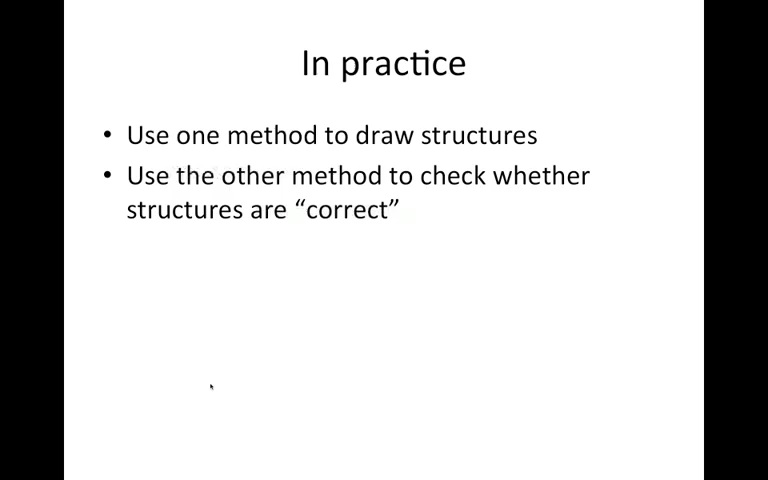 In practice
• Use one method to draw structures
• Use the other method to check whether
structures are “correct”